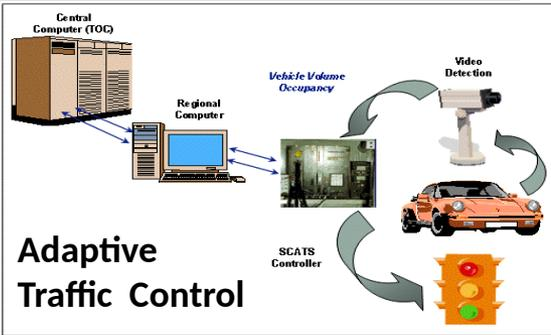 Central
Computer (TOC)
Video
Detection
Vehicle Volume
Occupancy
Regional
Computer
SCATS
Controller
Adaptive
Traffic Control